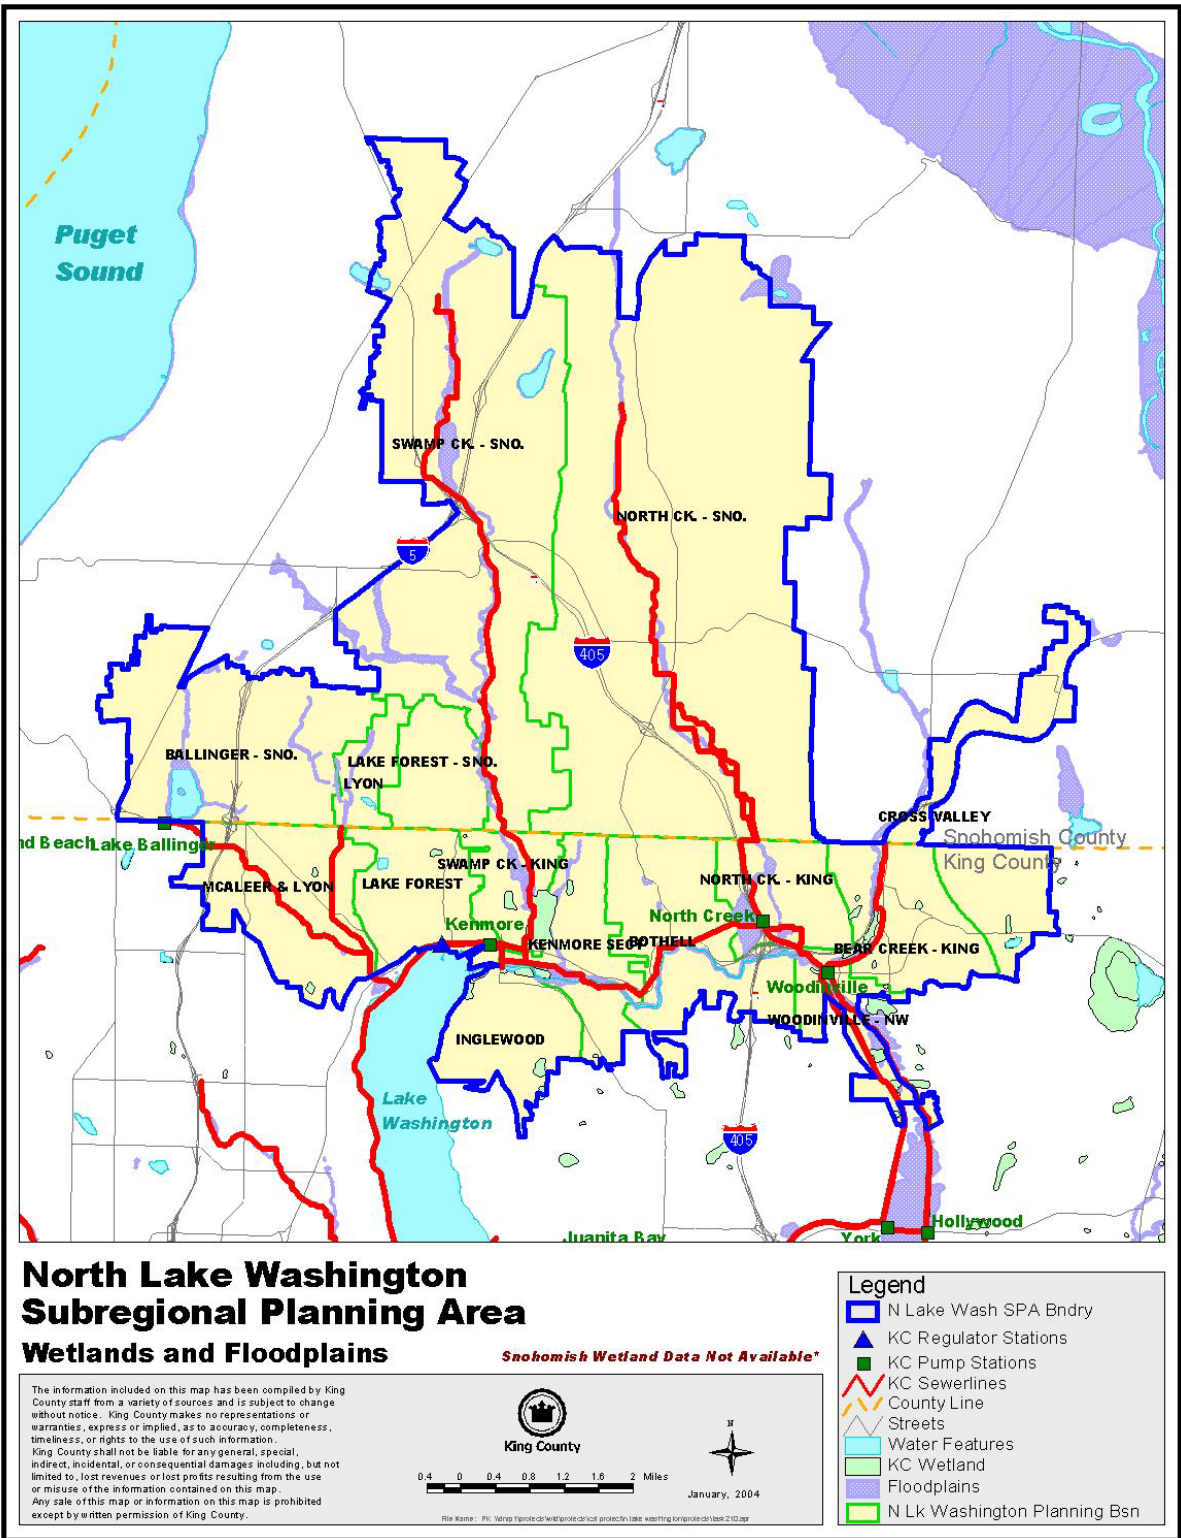 Puget
Sound
SWAMP CK. - SNO.
NORTH CK. - SNO.
5
405
BALLINGER - SNO.
LAKE FOREST - SNO.
LYON
CROSS VALLEY
Snohomish County
King County
nd Beach
Lake Ballinger
SWAMP CK - KING
MCALEER & LYON
LAKE FOREST
NORTH CK. - KING
Kenmore
North Creek
KENMORE SECT
BOTHELL
BEAR CREEK - KING
Woodinville
WOODINVILLE - NW
INGLEWOOD
Lake
Washington
405
Juanita Bay
York
Hollywood
North Lake Washington
Subregional Planning Area
Wetlands and Floodplains
Snohomish Wetland Data Not Available*
The information included on this map has been compiled by King
County staff from a variety of sources and is subject to change
without notice. King County makes no representations or
warranties, express or implied, as to accuracy, completeness,
timeliness, or rights to the use of such information.
King County shall not be liable for any general, special,
indirect, incidental, or consequential damages including, but not
limited to, lost revenues or lost profits resulting from the use
or misuse of the information contained on this map.
Any sale of this map or information on this map is prohibited
except by written permission of King County.
King County
N
0.4 0 0.4 0.8 1.2 1.6 2 Miles
January, 2004
File Name:
Legend
N Lake Wash SPA Bndry
KC Regulator Stations
KC Pump Stations
KC Sewerlines
County Line
Streets
Water Features
KC Wetland
Floodplains
N Lk Washington Planning Bsn